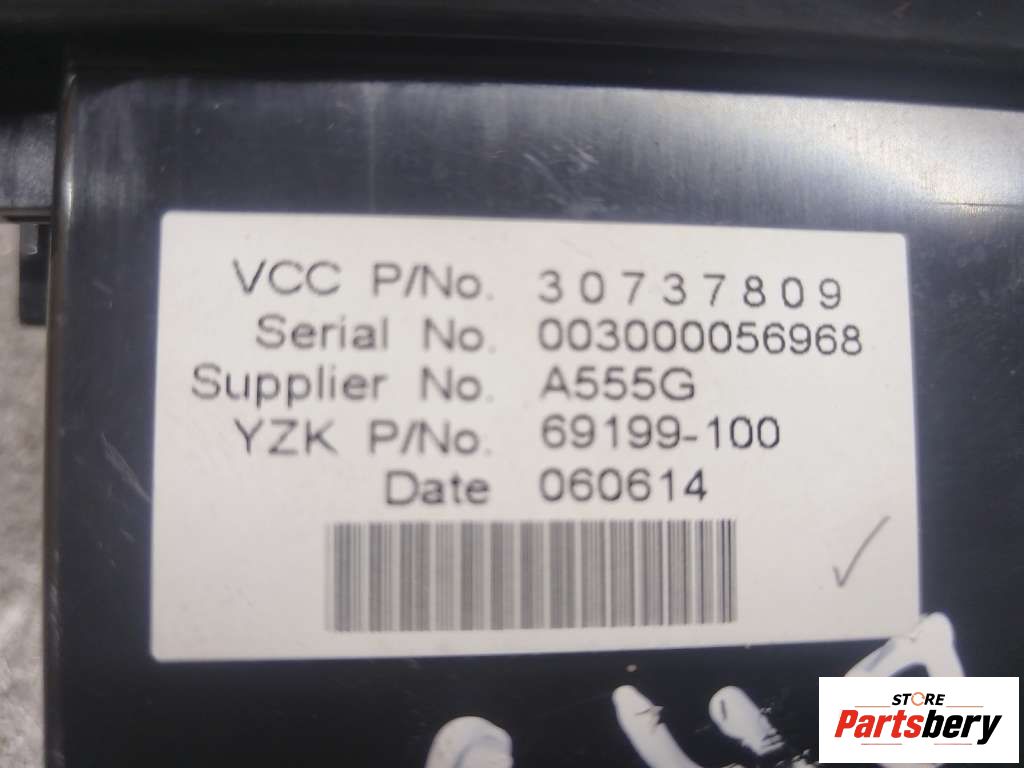 VCC P/No. 30737809
Serial No. 003000056968
Supplier No. A555G
YZK P/No. 69199-100
Date 060614
STORE
Partsbery